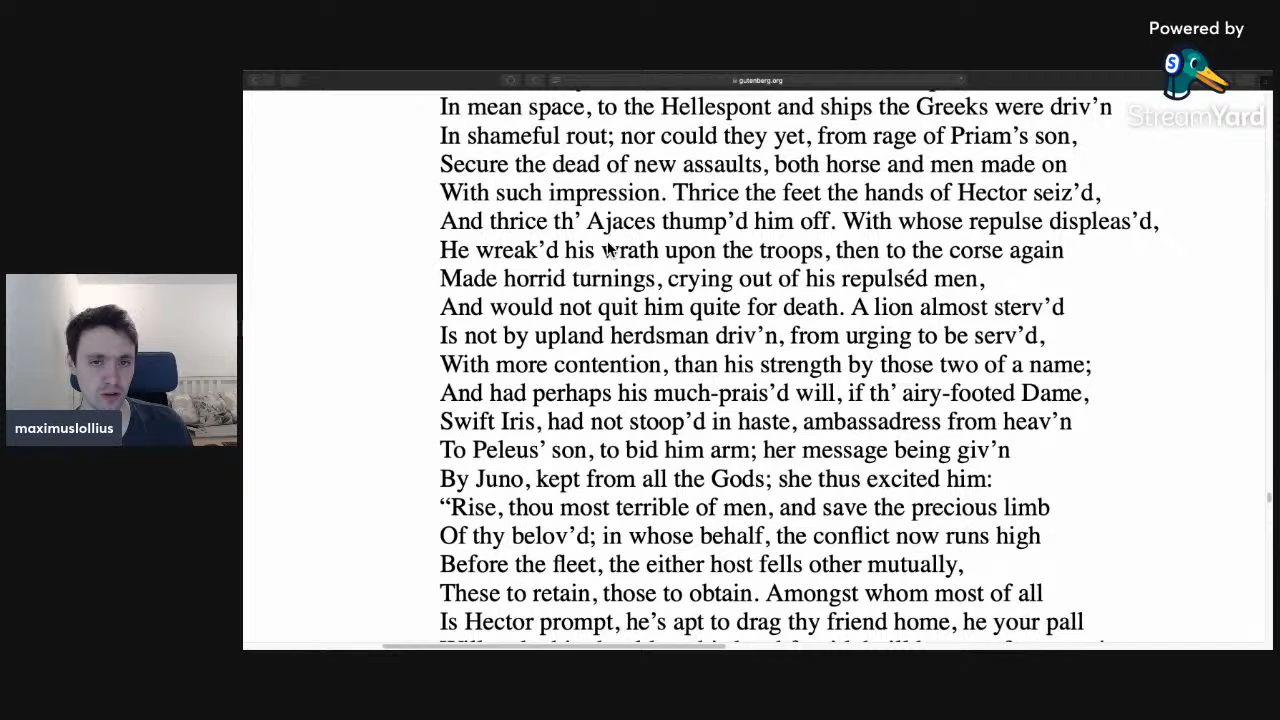 Powered by
S
StreamYard
gutenberg.org
In mean space, to the Hellespont and ships the Greeks were driv’n
In shameful rout; nor could they yet, from rage of Priam’s son,
Secure the dead of new assaults, both horse and men made on
With such impression. Thrice the feet the hands of Hector seiz’d,
And thrice th’ Ajaces thump’d him off. With whose repulse displeas’d,
He wreak’d his wrath upon the troops, then to the corse again
Made horrid turnings, crying out of his repulséd men,
And would not quit him quite for death. A lion almost sterv’d
Is not by upland herdsman driv’n, from urging to be serv’d,
With more contention, than his strength by those two of a name;
And had perhaps his much-prais’d will, if th’ airy-footed Dame,
Swift Iris, had not stoop’d in haste, ambassadress from heav’n
To Peleus’ son, to bid him arm; her message being giv’n
By Juno, kept from all the Gods; she thus excited him:
“Rise, thou most terrible of men, and save the precious limb
Of thy belov’d; in whose behalf, the conflict now runs high
Before the fleet, the either host fells other mutually,
These to retain, those to obtain. Amongst whom most of all
Is Hector prompt, he’s apt to drag thy friend home, he your pall
maximuslollius